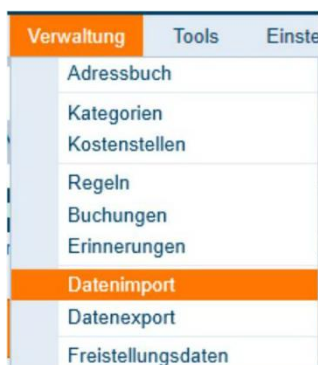 Verwaltung Tools
Adressbuch
Kategorien
Kostenstellen
Regeln
Buchungen
Erinnerungen
Datenimport
Datenexport
Freistellungsdaten